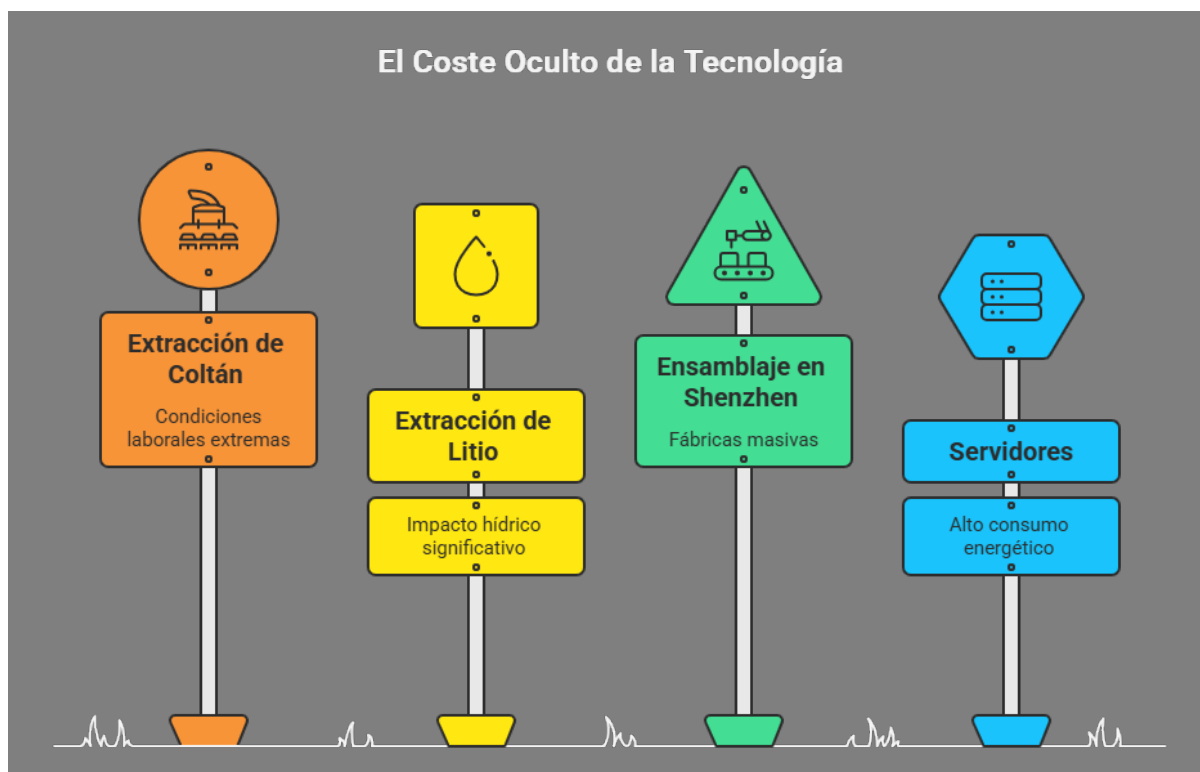 El Coste Oculto de la Tecnología
Extracción de
Coltán
Condiciones
laborales extremas
Extracción de
Litio
Impacto hídrico
significativo
Ensamblaje en
Shenzhen
Fábricas masivas
Servidores
Alto consumo
energético